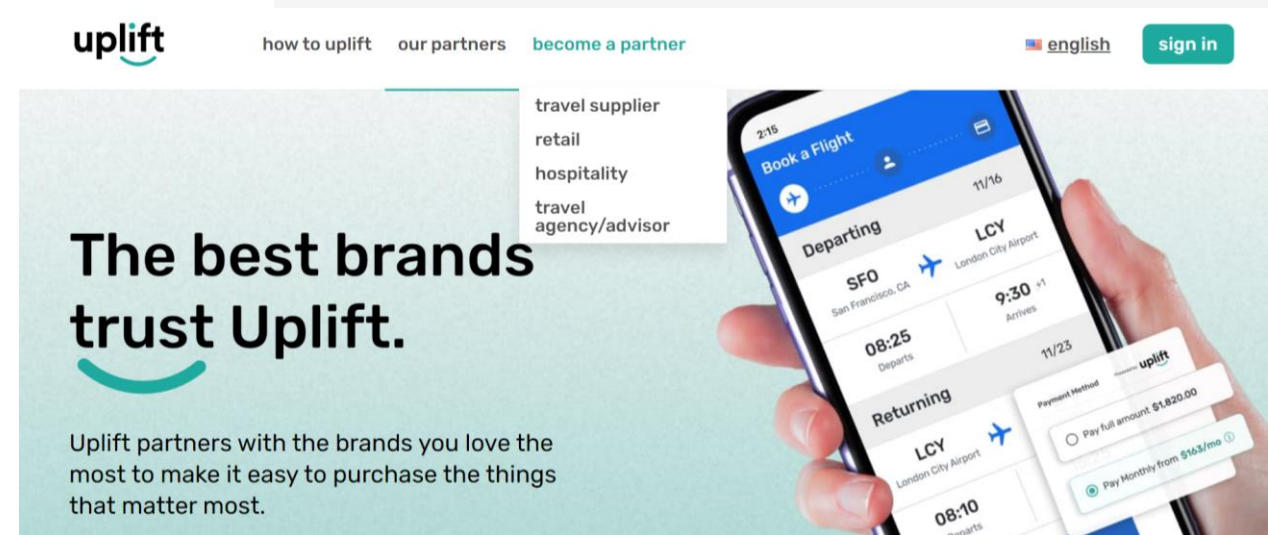 uplift
how to uplift
our partners
become a partner
english
sign in
travel supplier
retail
hospitality
travel
agency/advisor
The best brands
trust Uplift.
Uplift partners with the brands you love the
most to make it easy to purchase the things
that matter most.
2:15
Book a Flight
Departing
11/16
SFO
San Francisco, CA
LCY
London City Airport
08:25
Departs
9:30 +1
Arrives
Returning
11/23
LCY
London City Airport
08:10
Departs
Payment Method
Powered by uplift
Pay full amount $1,820.00
Pay Monthly from $163/mo